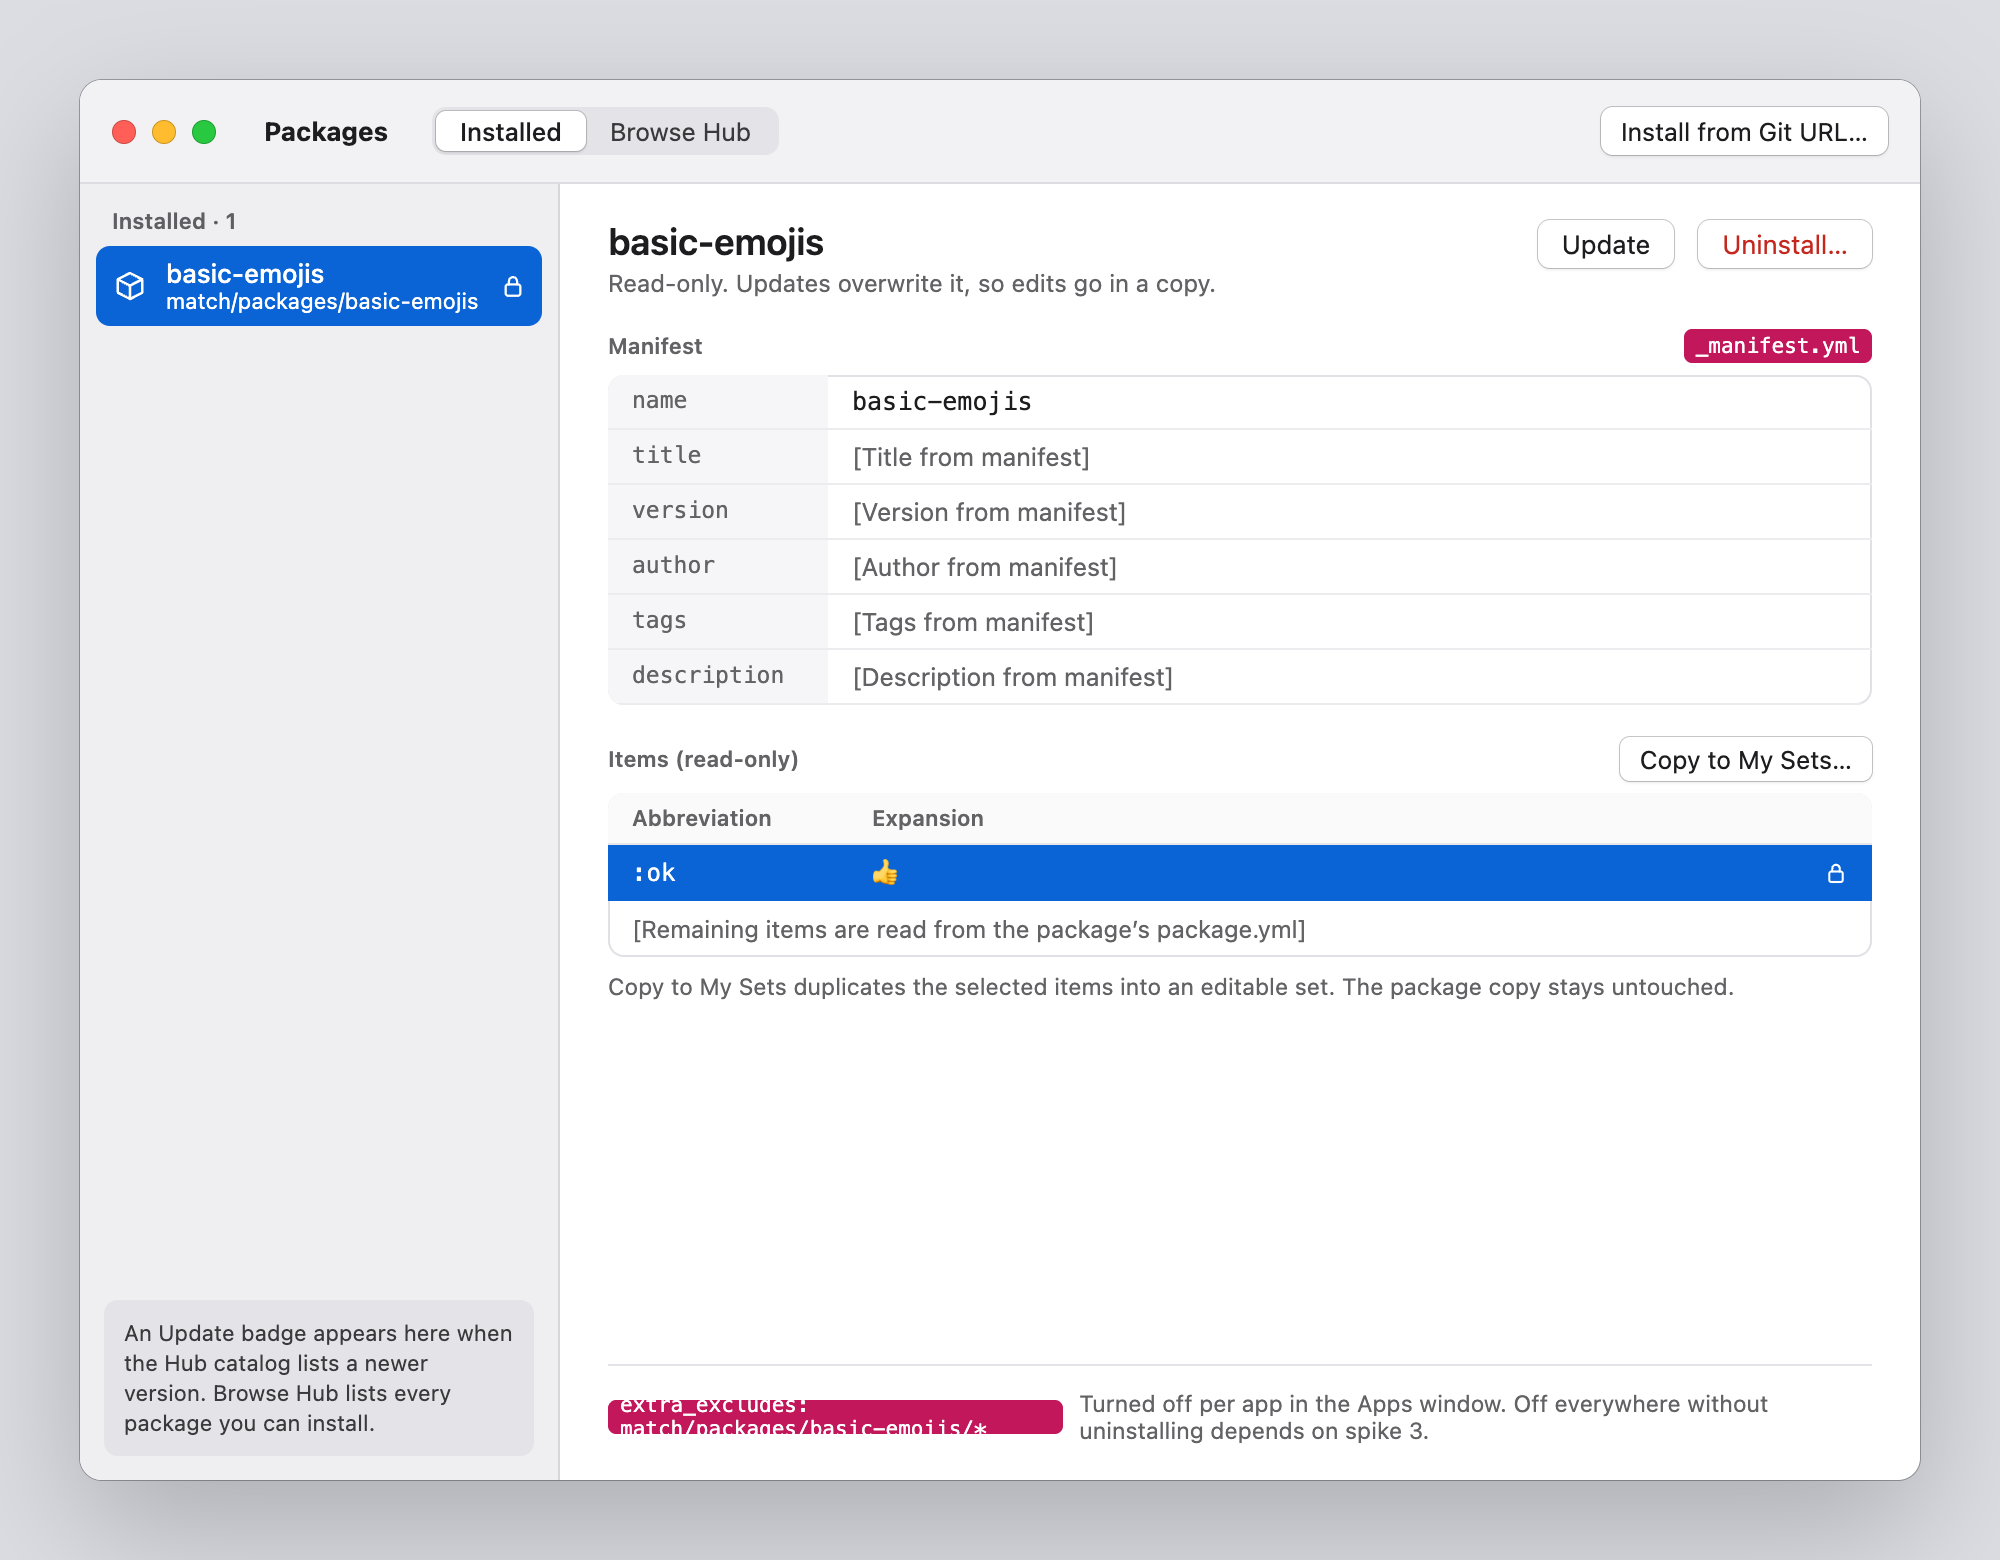 Packages
Installed
Browse Hub
Install from Git URL...
Installed · 1
basic-emojis
match/packages/basic-emojis
An Update badge appears here when
the Hub catalog lists a newer
version. Browse Hub lists every
package you can install.
basic-emojis
Update
Uninstall...
Read-only. Updates overwrite it, so edits go in a copy.
Manifest
_manifest.yml
name
basic-emojis
title
[Title from manifest]
version
[Version from manifest]
author
[Author from manifest]
tags
[Tags from manifest]
description
[Description from manifest]
Items (read-only)
Copy to My Sets...
Abbreviation
Expansion
:ok
👍
[Remaining items are read from the package’s package.yml]
Copy to My Sets duplicates the selected items into an editable set. The package copy stays untouched.
extra_excludes:
match/packages/basic-emojis/*
Turned off per app in the Apps window. Off everywhere without
uninstalling depends on spike 3.